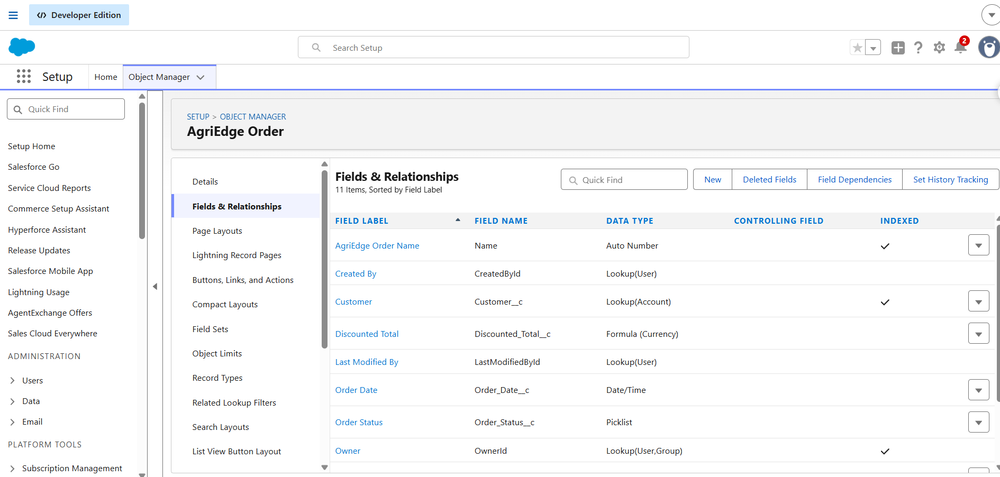 Developer Edition
Search Setup
2
Setup
Home
Object Manager
Quick Find
Setup Home
Salesforce Go
Service Cloud Reports
Commerce Setup Assistant
Hyperforce Assistant
Release Updates
Salesforce Mobile App
Lightning Usage
AgentExchange Offers
Sales Cloud Everywhere
ADMINISTRATION
Users
Data
Email
PLATFORM TOOLS
Subscription Management
SETUP > OBJECT MANAGER
AgriEdge Order
Details
Fields & Relationships
Page Layouts
Lightning Record Pages
Buttons, Links, and Actions
Compact Layouts
Field Sets
Object Limits
Record Types
Related Lookup Filters
Search Layouts
List View Button Layout
Fields & Relationships
11 Items, Sorted by Field Label
Quick Find
New
Deleted Fields
Field Dependencies
Set History Tracking
FIELD LABEL FIELD NAME DATA TYPE CONTROLLING FIELD INDEXED
AgriEdge Order Name Name Auto Number
Created By CreatedById Lookup(User)
Customer Customer__c Lookup(Account)
Discounted Total Discounted_Total__c Formula (Currency)
Last Modified By LastModifiedById Lookup(User)
Order Date Order_Date__c Date/Time
Order Status Order_Status__c Picklist
Owner OwnerId Lookup(User,Group)